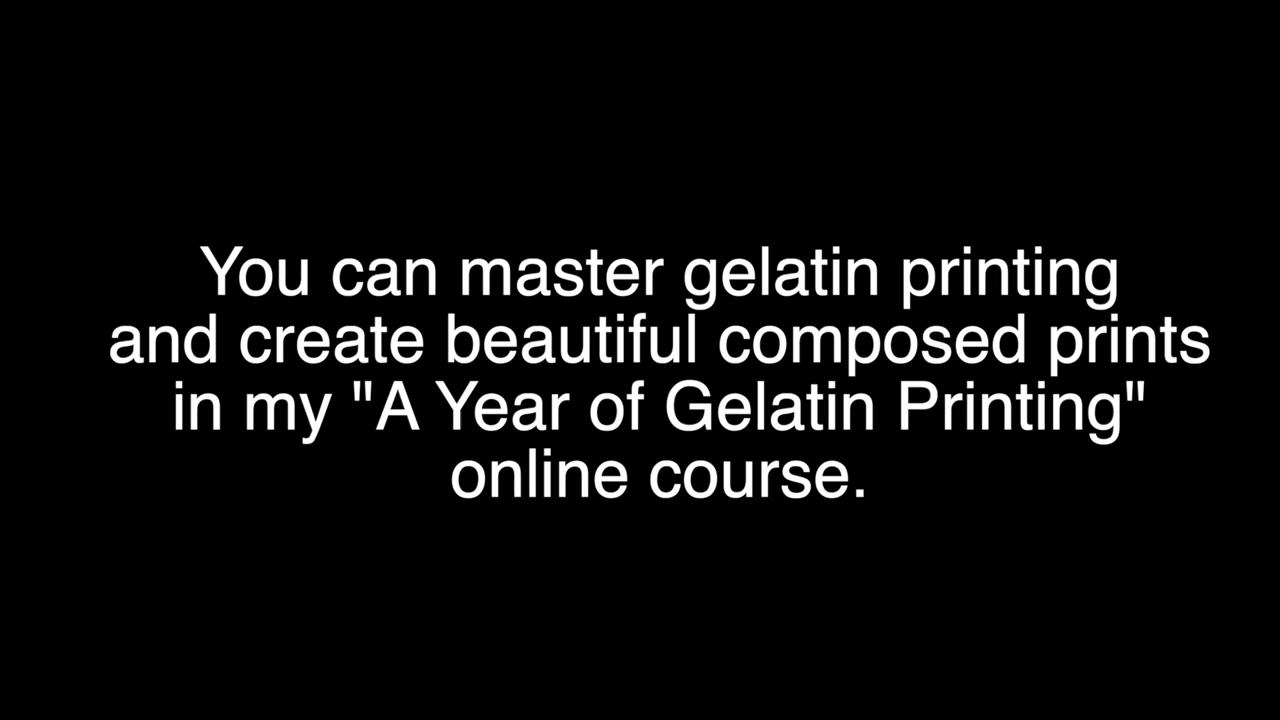 You can master gelatin printing
and create beautiful composed prints
in my "A Year of Gelatin Printing"
online course.